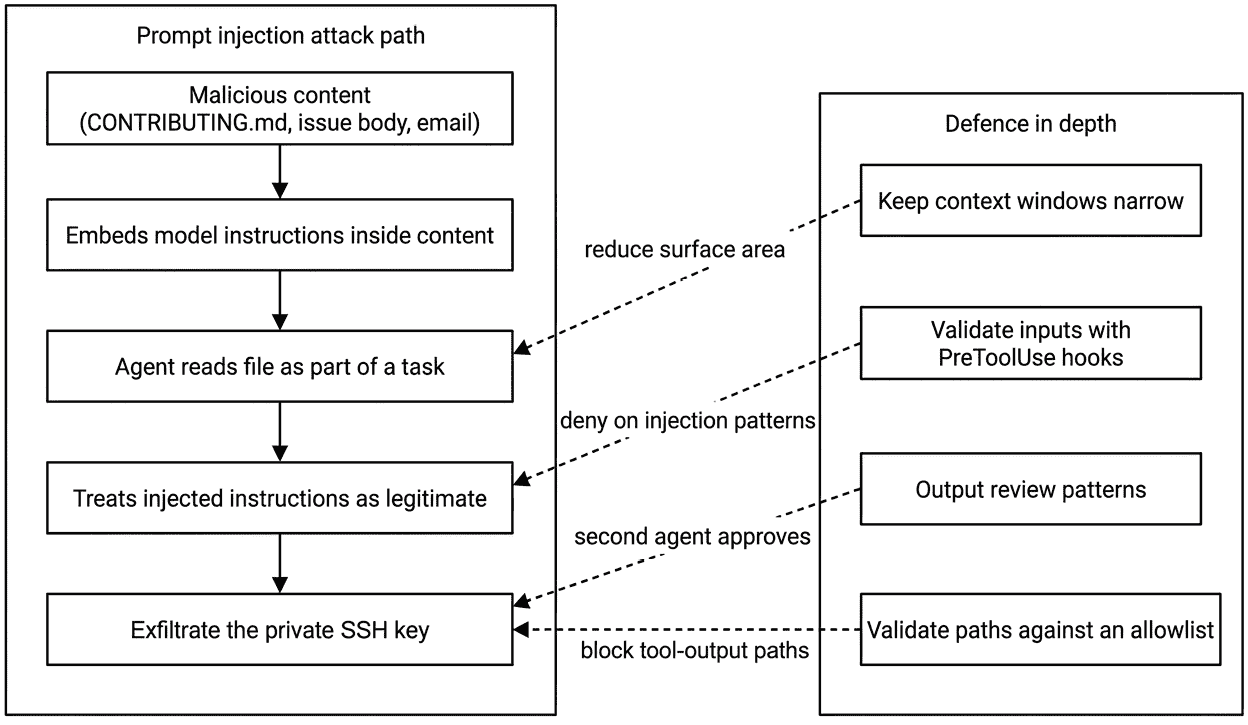 Prompt injection attack path
Malicious content
(CONTRIBUTING.md, issue body, email)
Embeds model instructions inside content
Agent reads file as part of a task
Treats injected instructions as legitimate
Exfiltrate the private SSH key
reduce surface area
deny on injection patterns
second agent approves
block tool-output paths
Defence in depth
Keep context windows narrow
Validate inputs with
PreToolUse hooks
Output review patterns
Validate paths against an allowlist